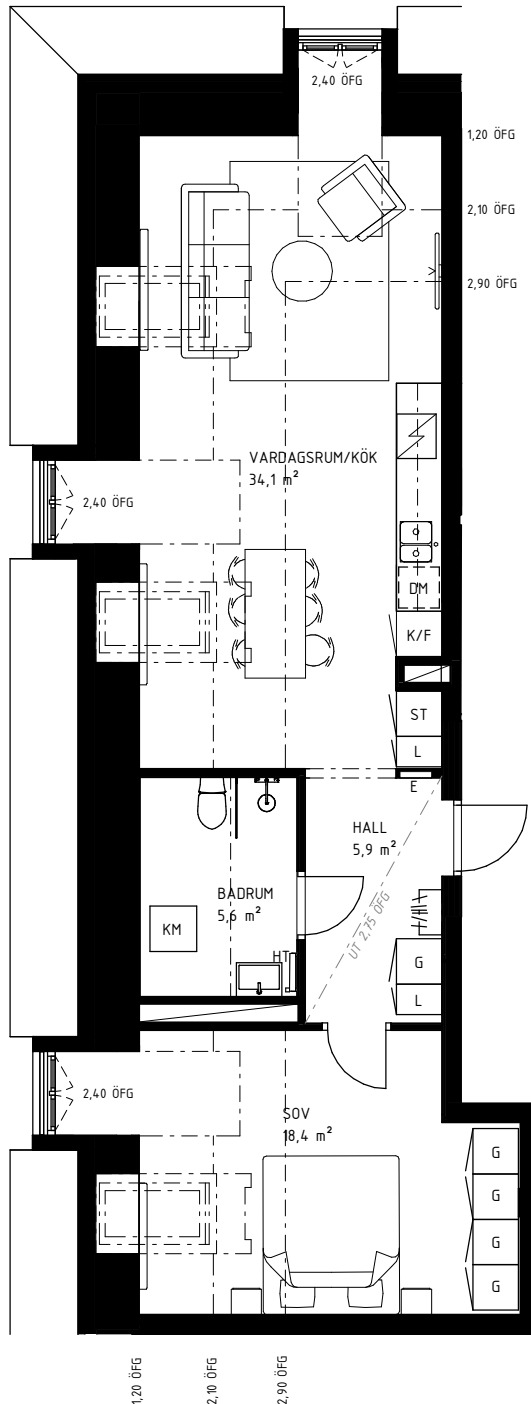 2,40 ÖFG
1,20 ÖFG
2,10 ÖFG
2,90 ÖFG
VARDAGSRUM/KÖK
34,1 m²
2,40 ÖFG
DM
K/F
ST
L
E
HALL
5,9 m²
BADRUM
5,6 m²
KM
HT
UT 2,75 ÖFG
G
L
2,40 ÖFG
SOV
18,4 m²
G
G
G
G
1,20 ÖFG
2,10 ÖFG
2,90 ÖFG